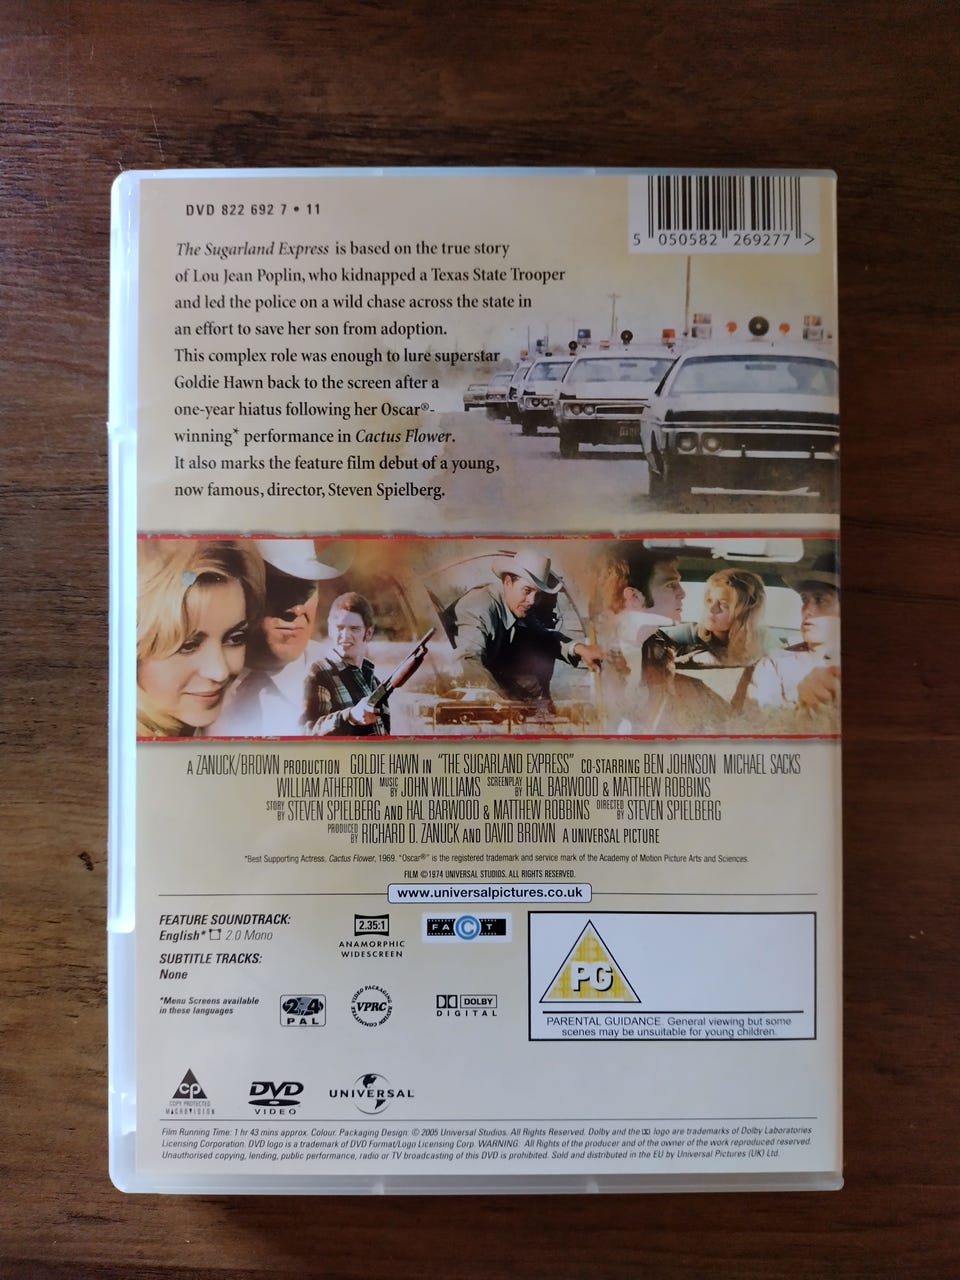 DVD 822 692 7 • 11
5 050582 269277 >
The Sugarland Express is based on the true story
of Lou Jean Poplin, who kidnapped a Texas State Trooper
and led the police on a wild chase across the state in
an effort to save her son from adoption.
This complex role was enough to lure superstar
Goldie Hawn back to the screen after a
one-year hiatus following her Oscar®-
winning* performance in Cactus Flower.
It also marks the feature film debut of a young,
now famous, director, Steven Spielberg.
A ZANUCK/BROWN PRODUCTION GOLDIE HAWN IN "THE SUGARLAND EXPRESS" CO-STARRING BEN JOHNSON MICHAEL SACKS
WILLIAM ATHERTON MUSIC BY JOHN WILLIAMS SCREENPLAY BY HAL BARWOOD & MATTHEW ROBBINS
STORY BY STEVEN SPIELBERG AND HAL BARWOOD & MATTHEW ROBBINS DIRECTED BY STEVEN SPIELBERG
PRODUCED BY RICHARD D. ZANUCK AND DAVID BROWN A UNIVERSAL PICTURE
*Best Supporting Actress, Cactus Flower, 1969. "Oscar®" is the registered trademark and service mark of the Academy of Motion Picture Arts and Sciences.
FILM ©1974 UNIVERSAL STUDIOS. ALL RIGHTS RESERVED.
www.universalpictures.co.uk
FEATURE SOUNDTRACK:
English* 2.0 Mono
SUBTITLE TRACKS:
None
*Menu Screens available
in these languages
2.35:1
ANAMORPHIC
WIDESCREEN
FACT
2 4
PAL
VIDEO PACKAGING REVIEW COMMITTEE
VPRC
DOLBY
DIGITAL
PG
PARENTAL GUIDANCE. General viewing but some
scenes may be unsuitable for young children.
CP
COPY PROTECTED
MACROVISION
DVD
VIDEO
UNIVERSAL
Film Running Time: 1 hr 43 mins approx. Colour. Packaging Design: © 2005 Universal Studios. All Rights Reserved. Dolby and the logo are trademarks of Dolby Laboratories
Licensing Corporation. DVD logo is a trademark of DVD Format/Logo Licensing Corp. WARNING: All Rights of the producer and of the owner of the work reproduced reserved.
Unauthorised copying, lending, public performance, radio or TV broadcasting of this DVD is prohibited. Sold and distributed in the EU by Universal Pictures (UK) Ltd.